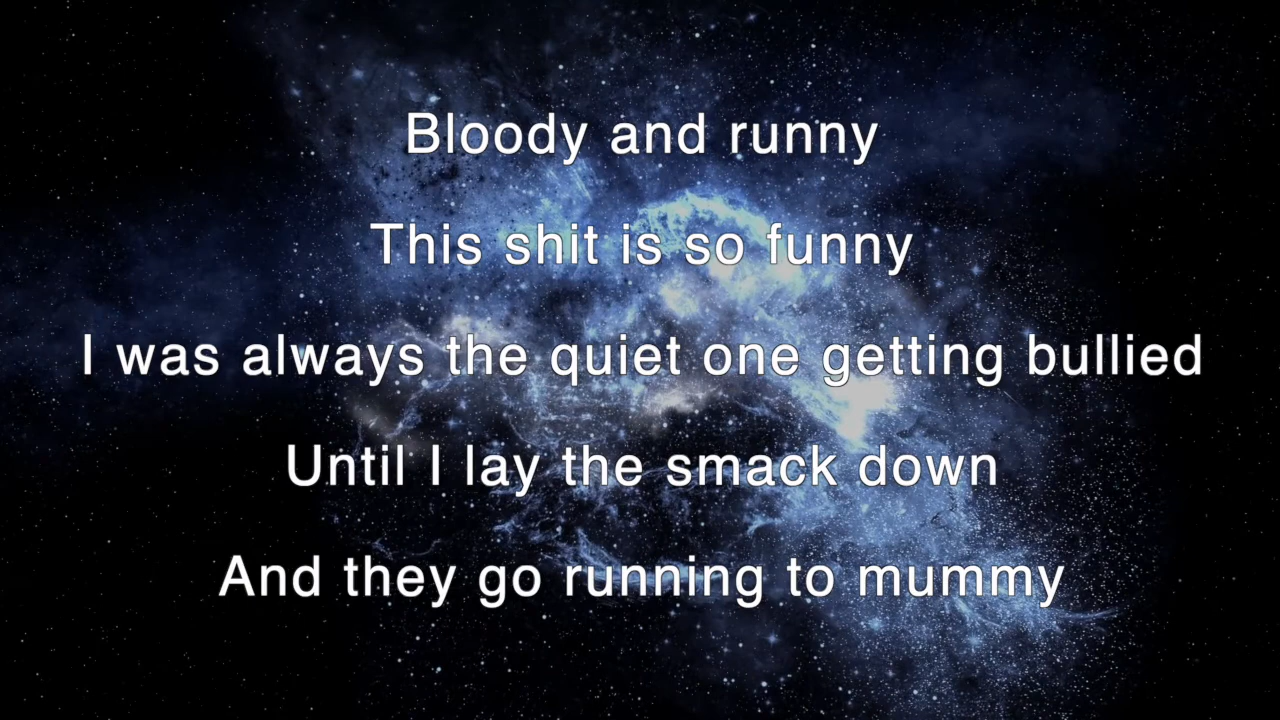 Bloody and runny
This shit is so funny
I was always the quiet one getting bullied
Until I lay the smack down
And they go running to mummy